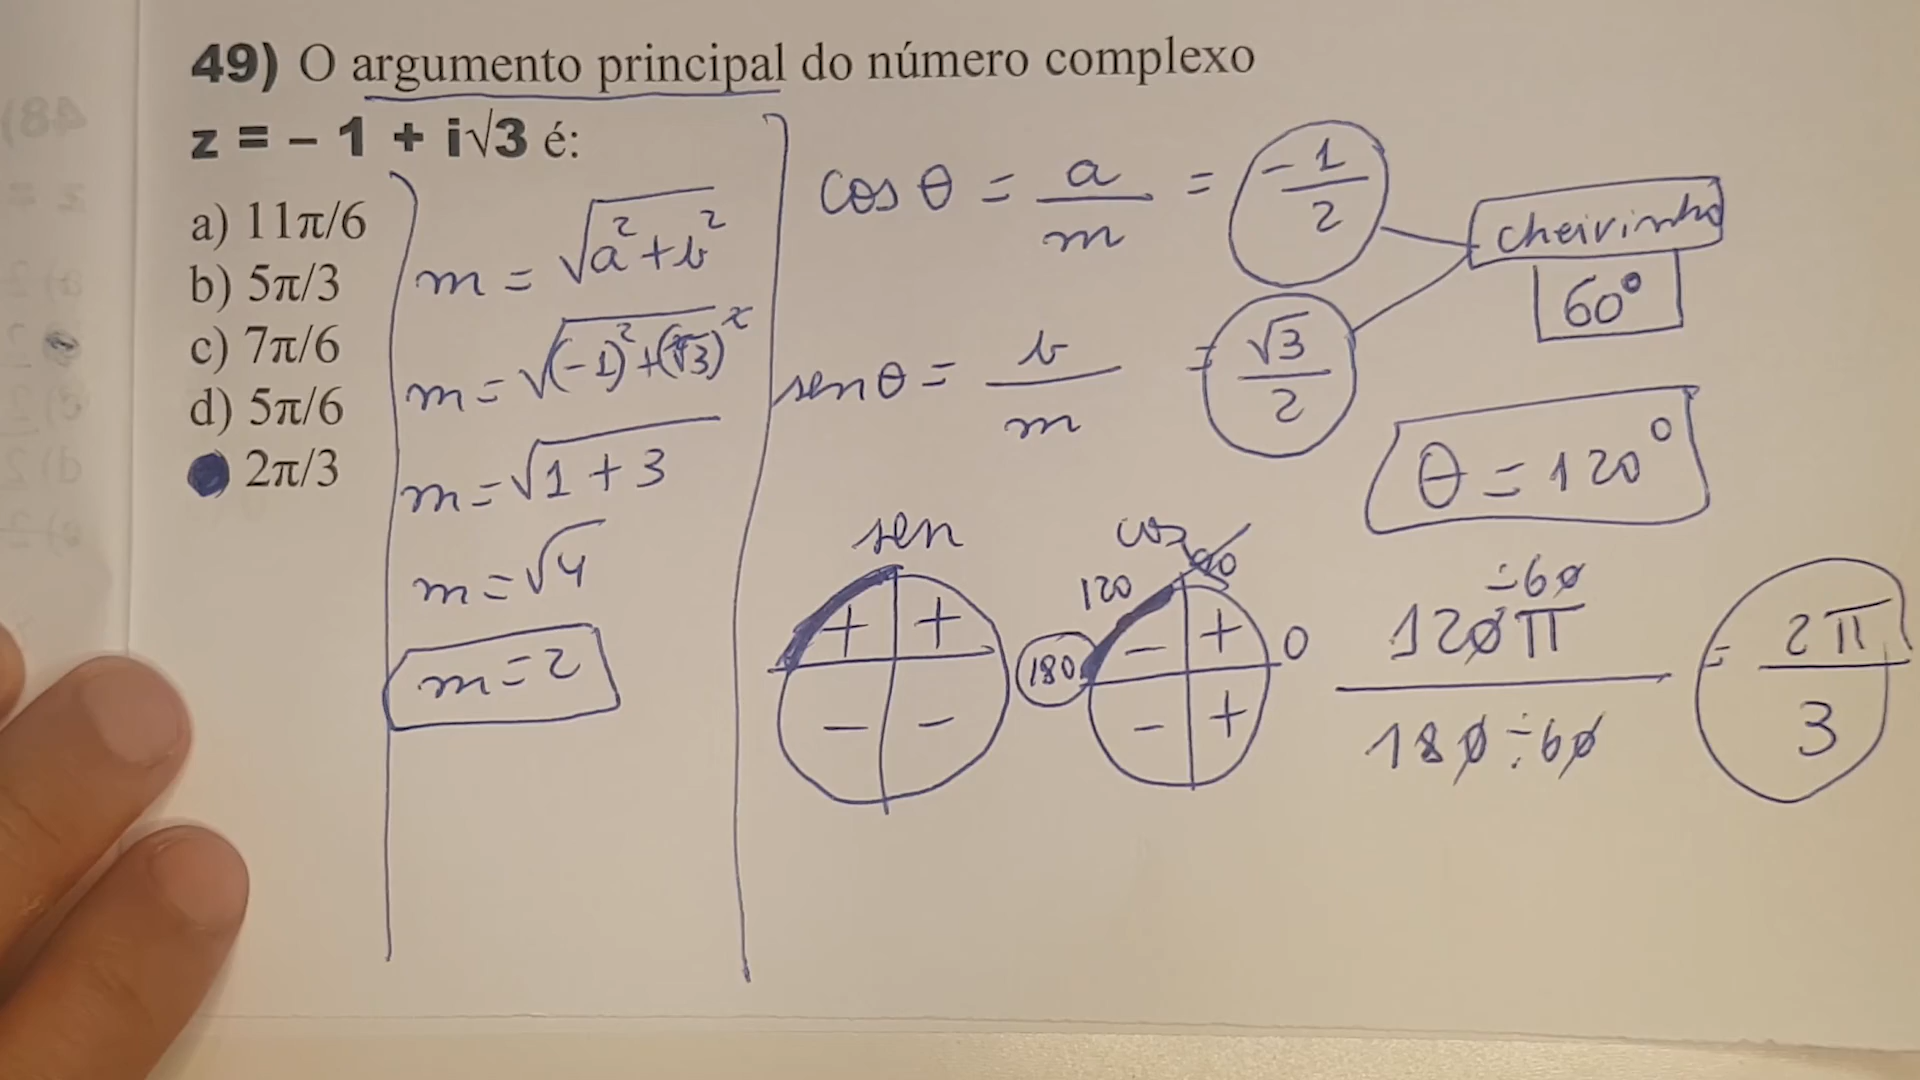 49) O argumento principal do número complexo
z = – 1 + i√3 é:
a) 11π/6
b) 5π/3
c) 7π/6
d) 5π/6
2π/3
m = √a²+b²
m = √(-1)²+(√3)²
m = √1 + 3
m = √4
m = 2
cos θ = a/m = -1/2
sen θ = b/m = √3/2
cheirinho
60°
θ = 120°
sen
+ +
- -
cos
120 90
180 - + 0
- +
120π ÷60 / 180 ÷60 = 2π/3